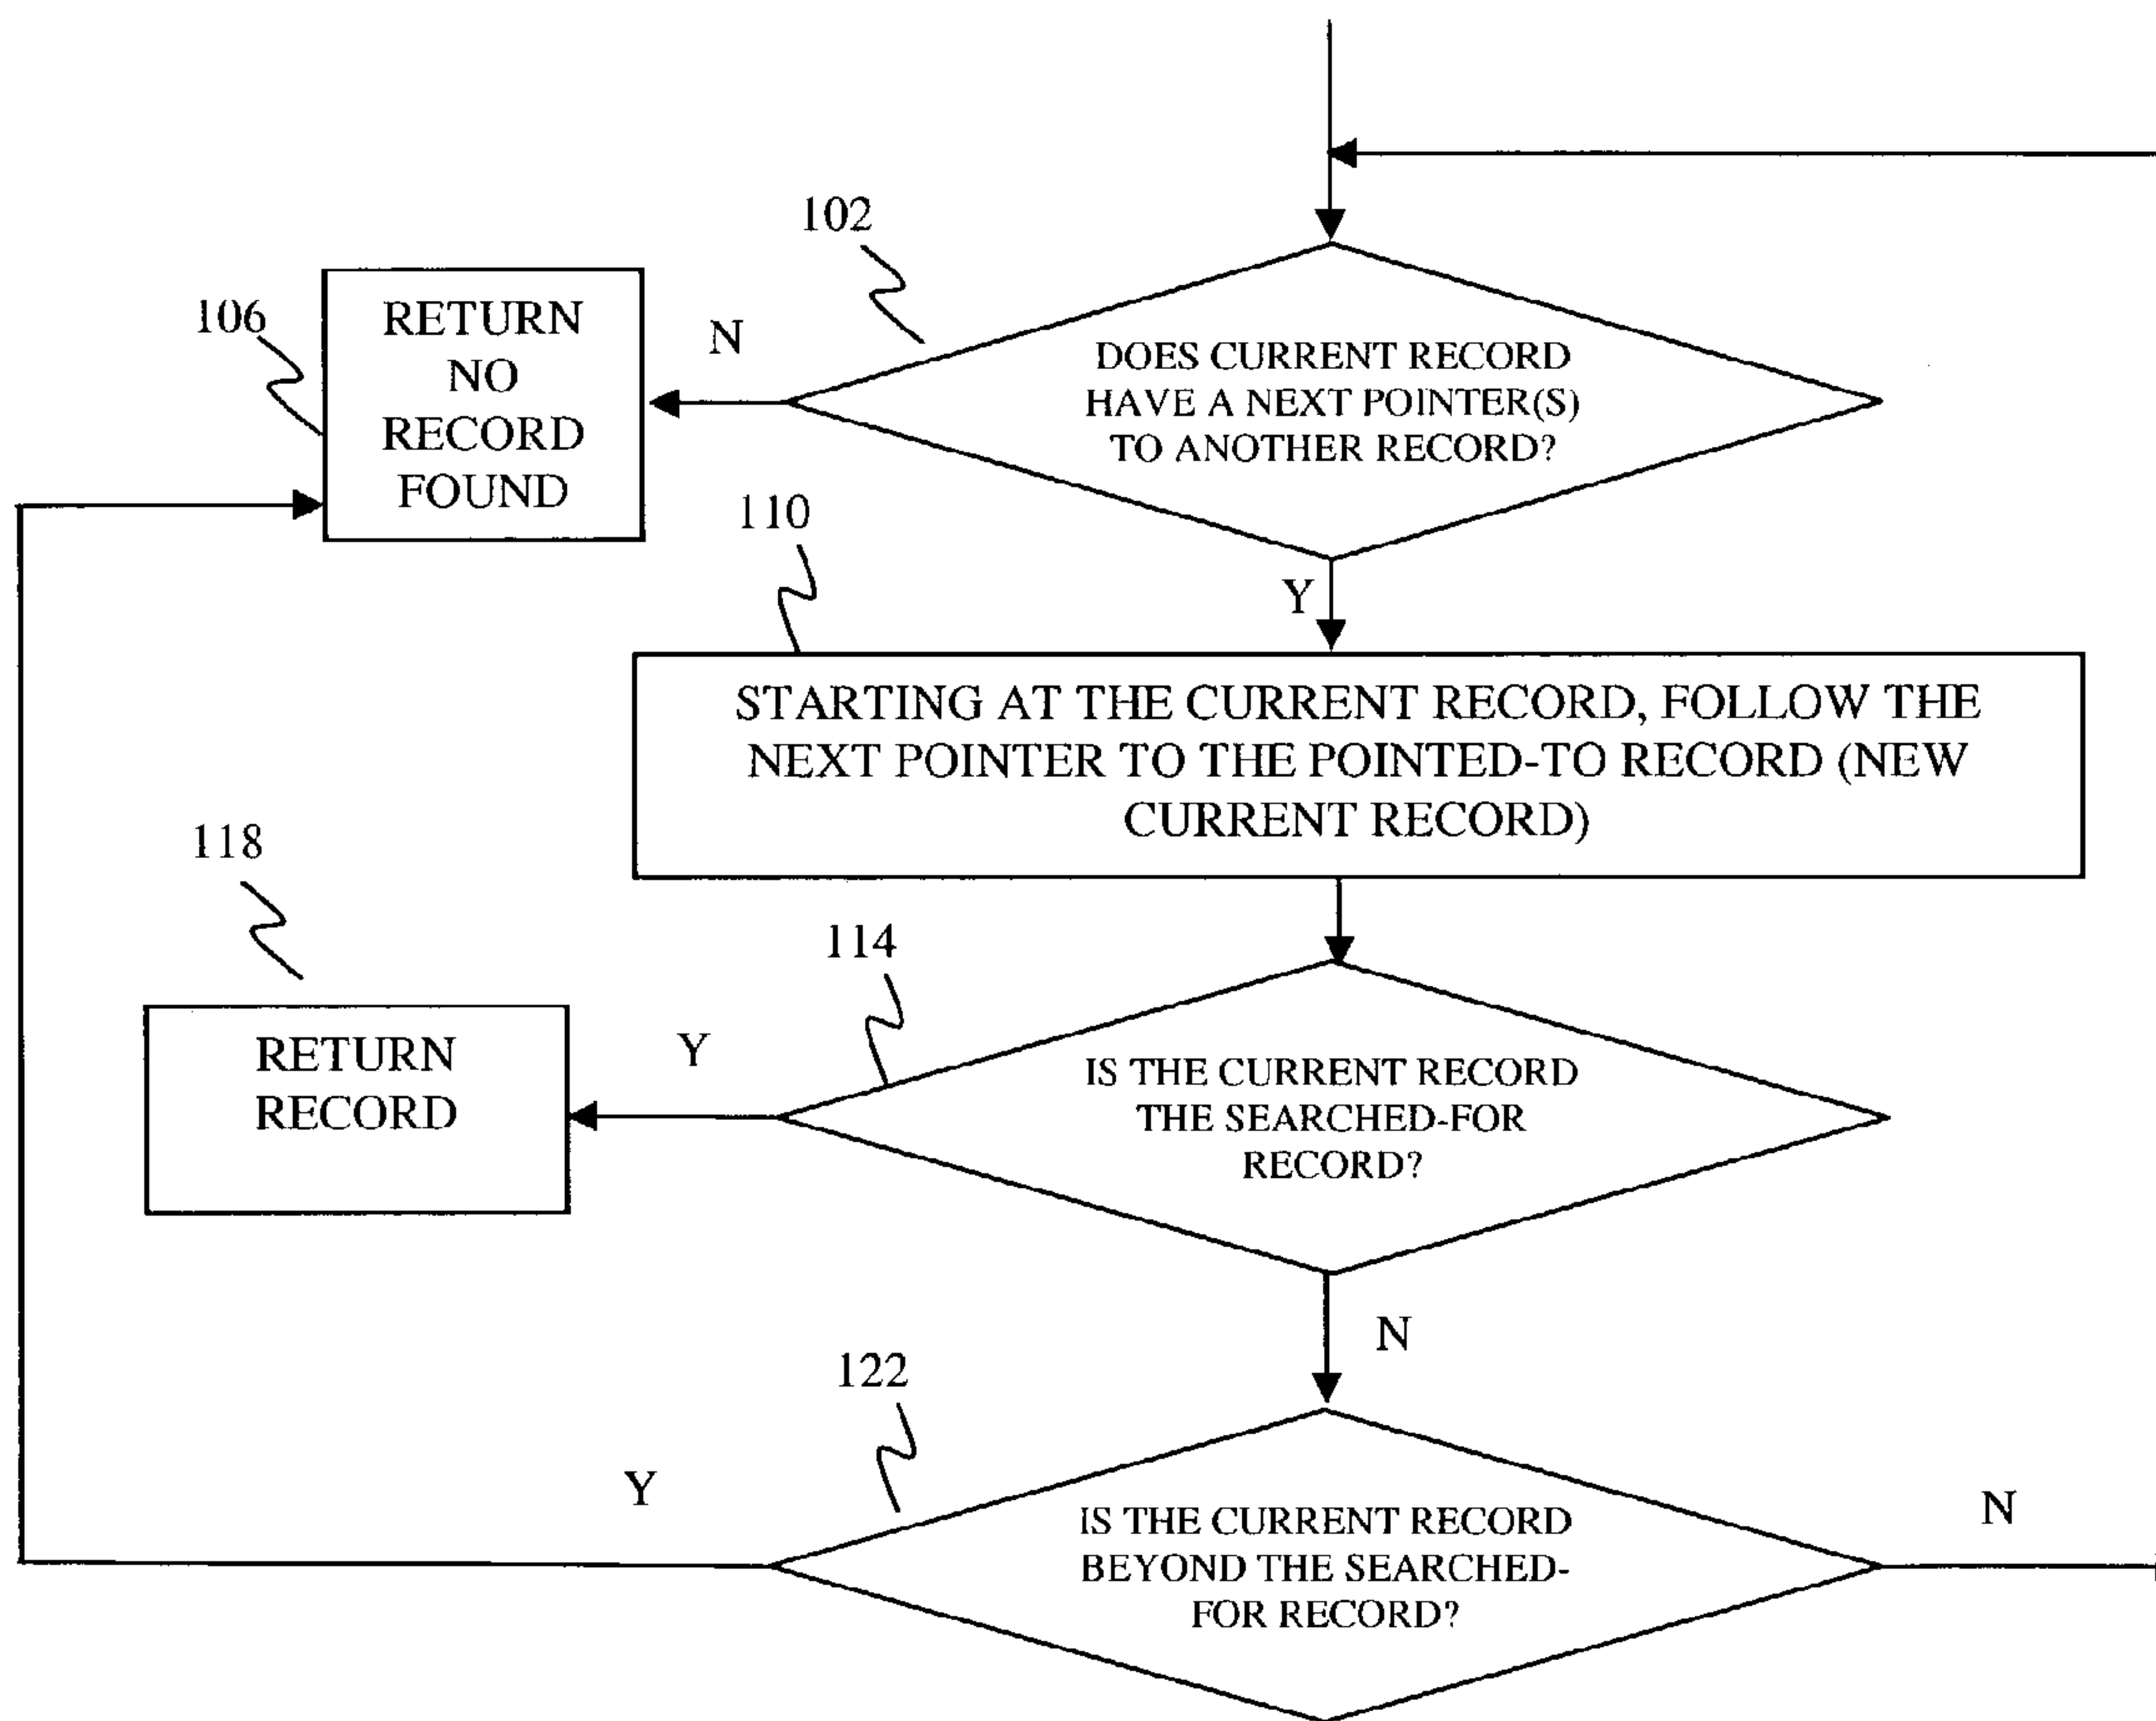 102
DOES CURRENT RECORD
HAVE A NEXT POINTER(S)
TO ANOTHER RECORD?
N
106
RETURN
NO
RECORD
FOUND
Y
110
STARTING AT THE CURRENT RECORD, FOLLOW THE
NEXT POINTER TO THE POINTED-TO RECORD (NEW
CURRENT RECORD)
114
IS THE CURRENT RECORD
THE SEARCHED-FOR
RECORD?
Y
118
RETURN
RECORD
N
122
IS THE CURRENT RECORD
BEYOND THE SEARCHED-
FOR RECORD?
Y
N